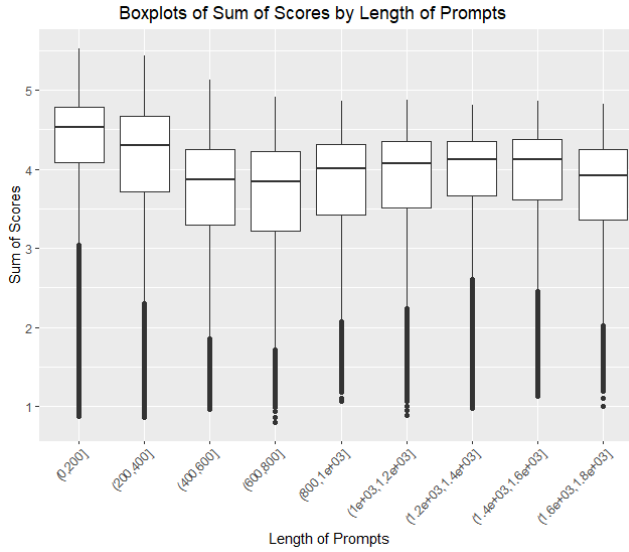 Boxplots of Sum of Scores by Length of Prompts
Sum of Scores
5
4
3
2
1
(0,200]
(200,400]
(400,600]
(600,800]
(800,1e+03]
(1e+03,1.2e+03]
(1.2e+03,1.4e+03]
(1.4e+03,1.6e+03]
(1.6e+03,1.8e+03]
Length of Prompts